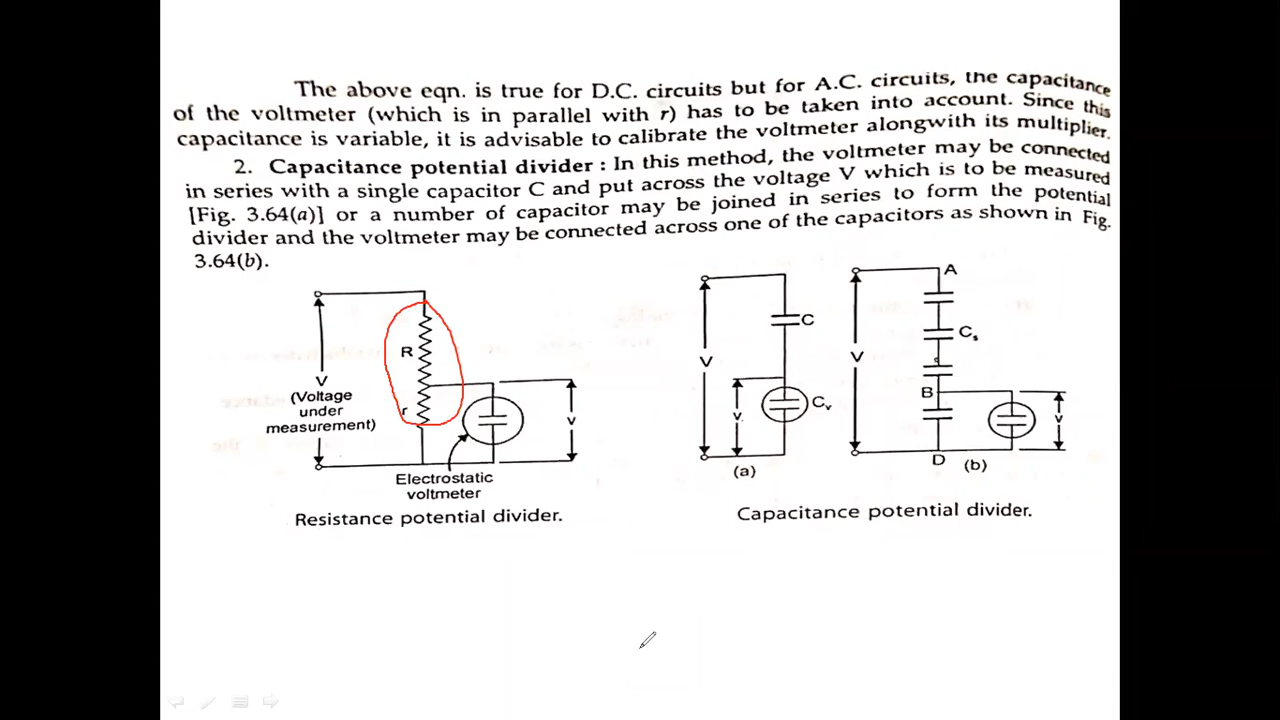 The above eqn. is true for D.C. circuits but for A.C. circuits, the capacitance
of the voltmeter (which is in parallel with r) has to be taken into account. Since this
capacitance is variable, it is advisable to calibrate the voltmeter alongwith its multiplier.
2. Capacitance potential divider : In this method, the voltmeter may be connected
in series with a single capacitor C and put across the voltage V which is to be measured
[Fig. 3.64(a)] or a number of capacitor may be joined in series to form the potential
divider and the voltmeter may be connected across one of the capacitors as shown in Fig.
3.64(b).
R
V
(Voltage
under
measurement)
r
v
Electrostatic
voltmeter
Resistance potential divider.
V
C
v
Cv
(a)
V
A
Cs
s
B
v
D
(b)
Capacitance potential divider.